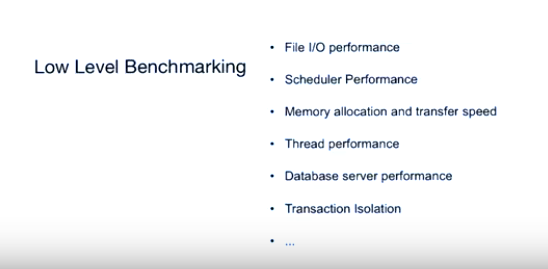 Low Level Benchmarking
• File I/O performance
• Scheduler Performance
• Memory allocation and transfer speed
• Thread performance
• Database server performance
• Transaction Isolation
• ...